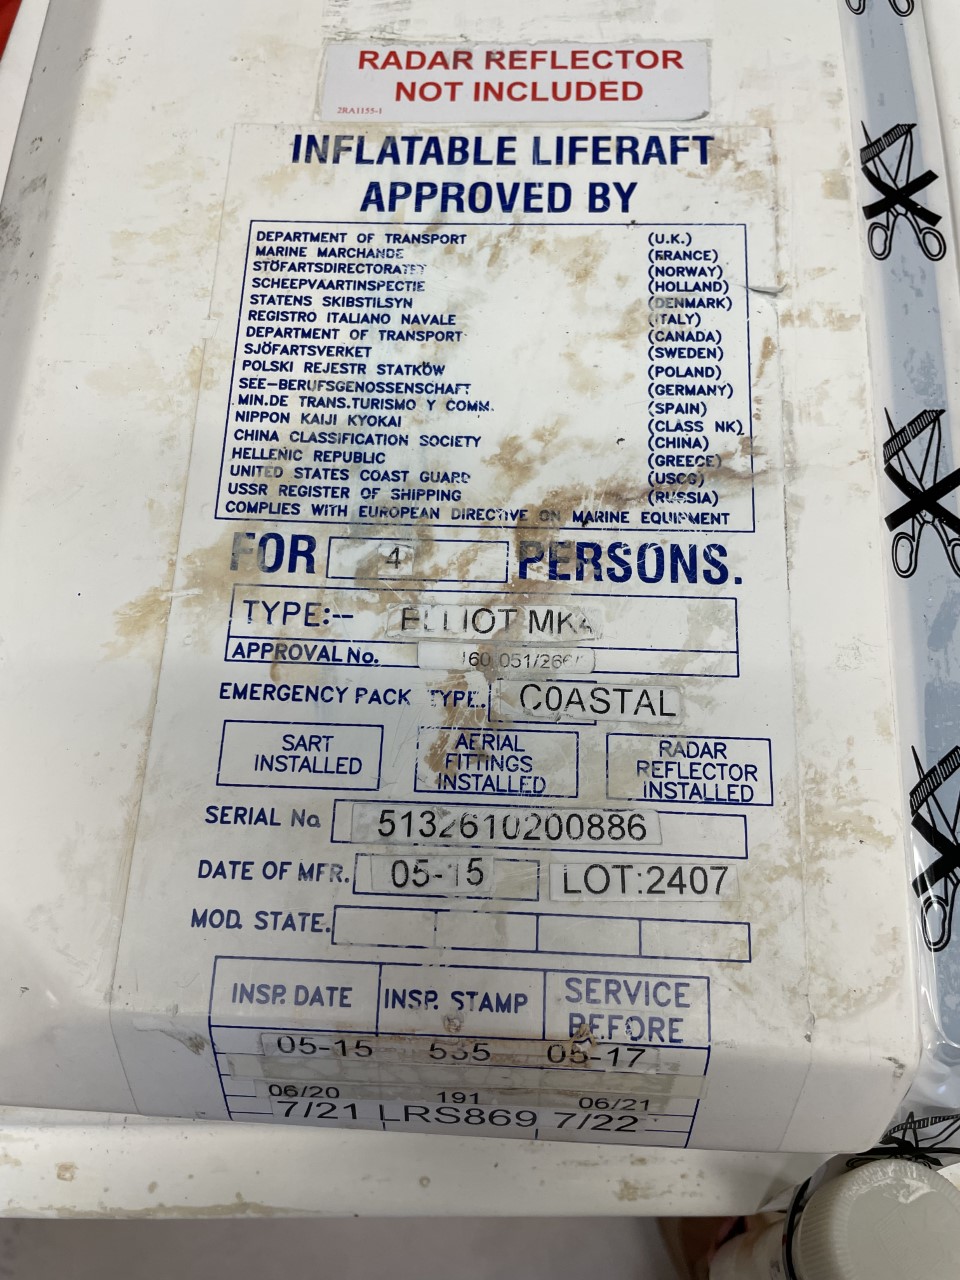 RADAR REFLECTOR
NOT INCLUDED
2RA1155-1
INFLATABLE LIFERAFT
APPROVED BY
DEPARTMENT OF TRANSPORT (U.K.)
MARINE MARCHANDE (FRANCE)
STÖFARTSDIRECTORATET (NORWAY)
SCHEEPVAARTINSPECTIE (HOLLAND)
STATENS SKIBSTILSYN (DENMARK)
REGISTRO ITALIANO NAVALE (ITALY)
DEPARTMENT OF TRANSPORT (CANADA)
SJÖFARTSVERKET (SWEDEN)
POLSKI REJESTR STATKÓW (POLAND)
SEE-BERUFSGENOSSENSCHAFT (GERMANY)
MIN.DE TRANS.TURISMO Y COMM. (SPAIN)
NIPPON KAIJI KYOKAI (CLASS NK)
CHINA CLASSIFICATION SOCIETY (CHINA)
HELLENIC REPUBLIC (GREECE)
UNITED STATES COAST GUARD (USCG)
USSR REGISTER OF SHIPPING (RUSSIA)
COMPLIES WITH EUROPEAN DIRECTIVE ON MARINE EQUIPMENT
FOR 4 PERSONS.
TYPE:-- ELLIOT MK4
APPROVAL No.
EMERGENCY PACK TYPE. COASTAL
SART
INSTALLED
AERIAL
FITTINGS
INSTALLED
RADAR
REFLECTOR
INSTALLED
SERIAL No. 5132610200886
DATE OF MFR. 05-15 LOT:2407
MOD. STATE.
INSP. DATE INSP. STAMP SERVICE BEFORE
05-15 535 05-17
06/20 191 06/21
7/21 LRS869 7/22